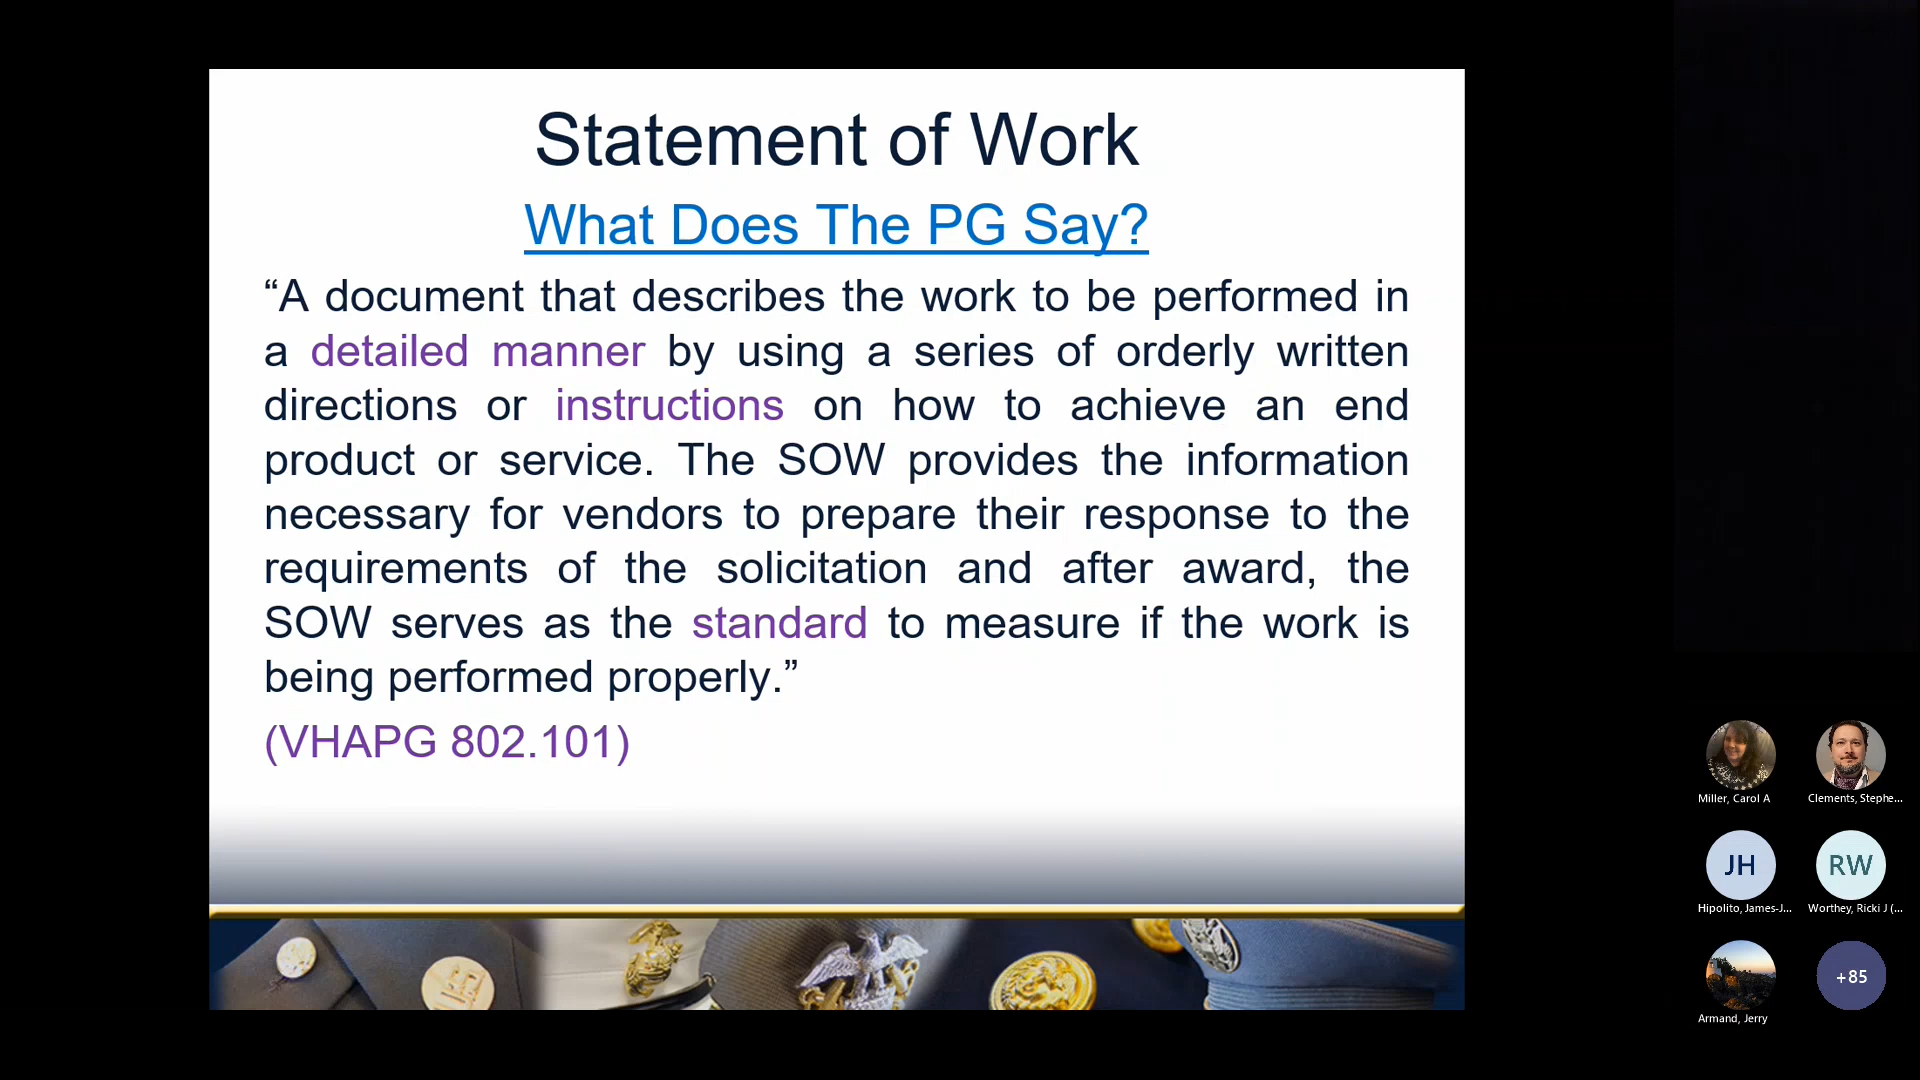 Statement of Work
What Does The PG Say?
“A document that describes the work to be performed in
a detailed manner by using a series of orderly written
directions or instructions on how to achieve an end
product or service. The SOW provides the information
necessary for vendors to prepare their response to the
requirements of the solicitation and after award, the
SOW serves as the standard to measure if the work is
being performed properly.”
(VHAPG 802.101)
Miller, Carol A
Clements, Stephe...
JH
RW
Hipolito, James-J...
Worthey, Ricki J (...
+85
Armand, Jerry